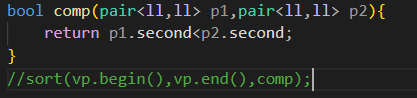 bool comp(pair<ll,ll> p1,pair<ll,ll> p2){
    return p1.second<p2.second;
}
//sort(vp.begin(),vp.end(),comp);